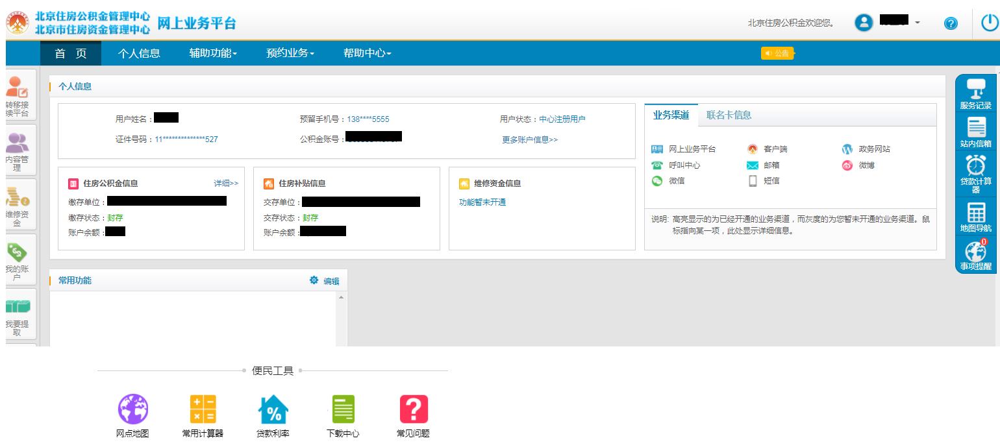 北京住房公积金管理中心
北京市住房资金管理中心
网上业务平台
北京住房公积金欢迎您。
首 页
个人信息
辅助功能
预约业务
帮助中心
公告
转移接
续平台
内容管
理
维修资
金
我的账
户
我要提
取
个人信息
用户姓名：
预留手机号：138****5555
用户状态：中心注册用户
证件号码：11**************527
公积金账号：
更多账户信息>>
住房公积金信息
详细>>
缴存单位：
缴存状态：封存
账户余额：
住房补贴信息
交存单位：
交存状态：封存
账户余额：
维修资金信息
功能暂未开通
业务渠道
联名卡信息
网上业务平台
客户端
政务网站
呼叫中心
邮箱
微博
微信
短信
说明: 高亮显示的为已经开通的业务渠道，而灰度的为您暂未开通的业务渠道。鼠
标指向某一项，此处显示详细信息。
服务记录
站内信箱
贷款计算
器
地图导航
0
事项提醒
常用功能
编辑
便民工具
网点地图
常用计算器
贷款利率
下载中心
常见问题